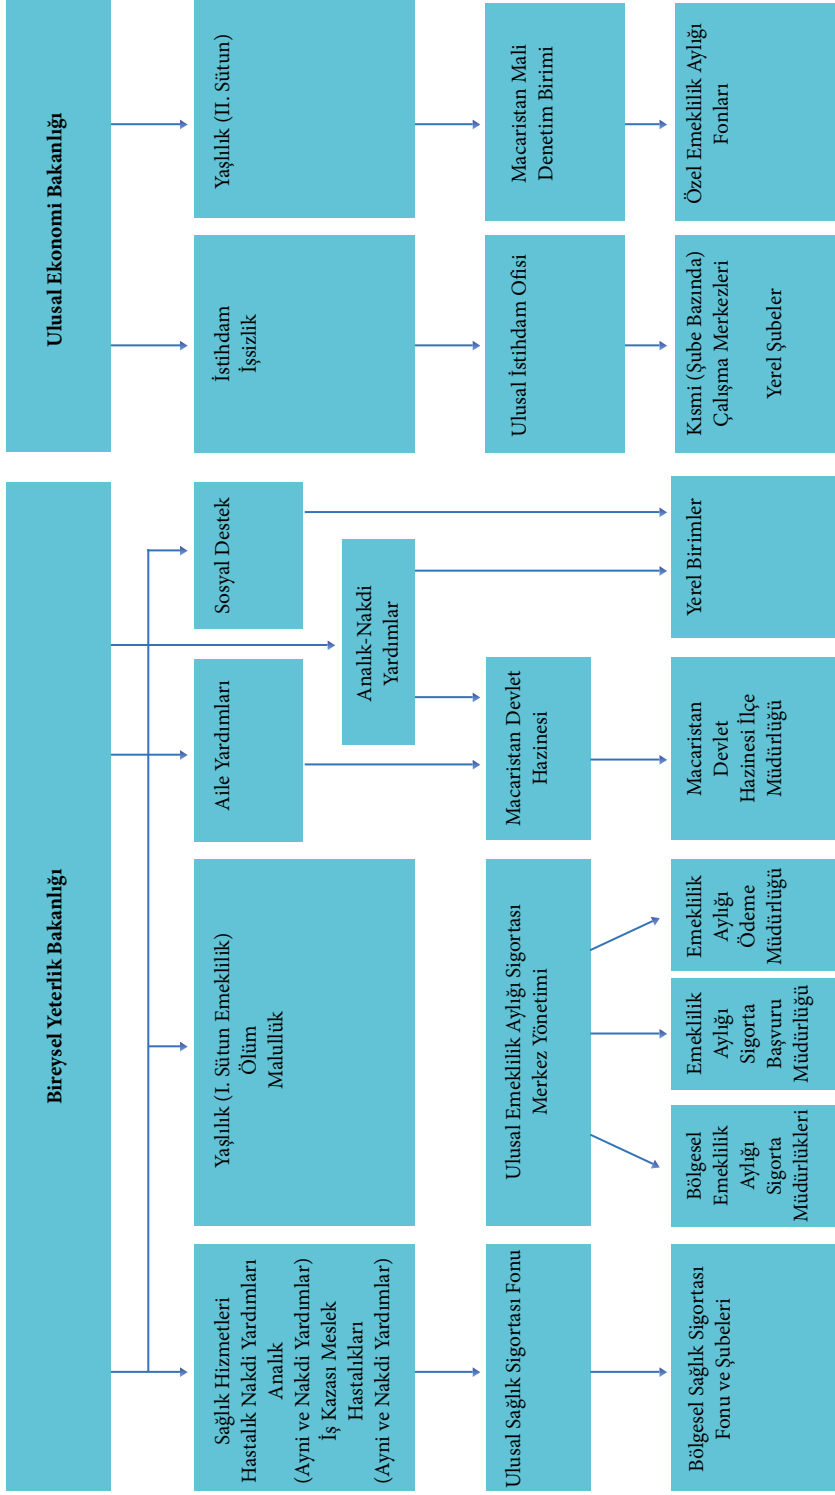 Bireysel Yeterlik Bakanlığı
Ulusal Ekonomi Bakanlığı
Sağlık Hizmetleri
Hastalık Nakdi Yardımları
Analık
(Ayni ve Nakdi Yardımlar)
İş Kazası Meslek
Hastalıkları
(Ayni ve Nakdi Yardımlar)
Yaşlılık (I. Sütun Emeklilik)
Ölüm
Malullük
Aile Yardımları
Sosyal Destek
İstihdam
İşsizlik
Yaşlılık (II. Sütun)
Analık-Nakdi
Yardımlar
Ulusal Sağlık Sigortası Fonu
Ulusal Emeklilik Aylığı Sigortası
Merkez Yönetimi
Macaristan Devlet
Hazinesi
Ulusal İstihdam Ofisi
Macaristan Mali
Denetim Birimi
Bölgesel Sağlık Sigortası
Fonu ve Şubeleri
Bölgesel
Emeklilik
Aylığı
Sigorta
Müdürlükleri
Emeklilik
Aylığı
Sigorta
Başvuru
Müdürlüğü
Emeklilik
Aylığı
Ödeme
Müdürlüğü
Macaristan
Devlet
Hazinesi İlçe
Müdürlüğü
Yerel Birimler
Kısmi (Şube Bazında)
Çalışma Merkezleri
Yerel Şubeler
Özel Emeklilik Aylığı
Fonları